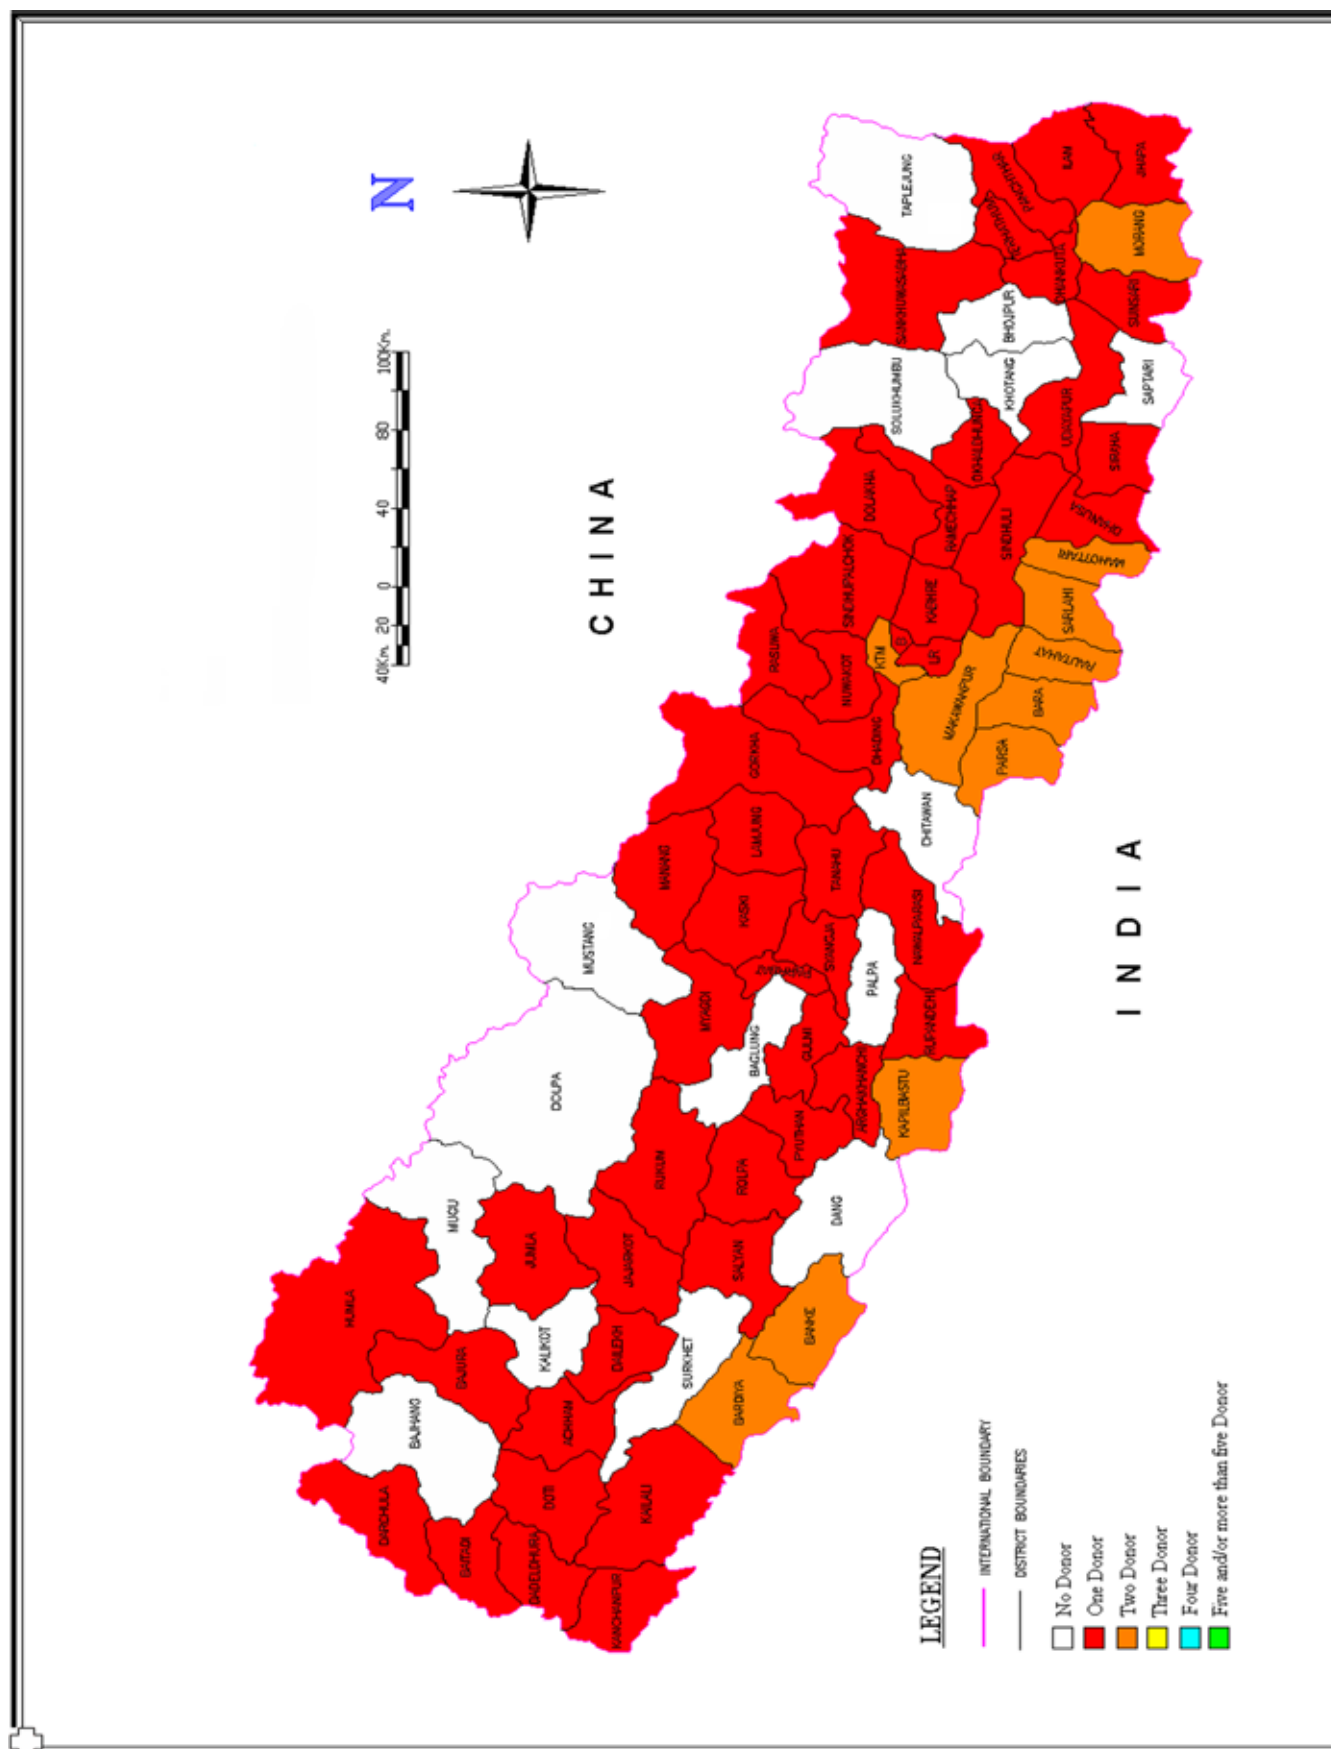 N
40Km. 20 0 40 80 100Km.
C H I N A
I N D I A
DARCHULA
BAJHANG
HUMLA
BAITADI
BAJURA
MUGU
DADELDHURA
DOTI
ACHHAM
KALIKOT
JUMLA
DOLPA
MUSTANG
KANCHANPUR
KAILALI
DAILEKH
JAJARKOT
RUKUN
SURKHET
BARDIYA
BANKE
SALYAN
ROLPA
DANG
PYUTHAN
BAGLUNG
MYAGDI
GULMI
ARGHAKHANCHI
KAPILBASTU
RUPANDEHI
PALPA
SYANGJA
KASKI
MANANG
LAMJUNG
TANAHU
NAWALPARASI
CHITAWAN
GORKHA
DHADING
RASUWA
NUWAKOT
KTM
LR
MAKAWANPUR
PARSA
BARA
RAUTAHAT
SARLAHI
MAHOTTARI
DHANUSA
SINDHUPALCHOK
KABHRE
DOLAKHA
RAMECHHAP
SINDHULI
SIRAHA
OKHALDHUNGA
UDAYAPUR
SAPTARI
SOLUKHUMBU
KHOTANG
BHOJPUR
SANKHUWASABHA
DHANKUTA
SUNSARI
MORANG
TAPLEJUNG
PANCHTHAR
ILAM
JHAPA
LEGEND
INTERNATIONAL BOUNDARY
DISTRICT BOUNDARIES
No Donor
One Donor
Two Donor
Three Donor
Four Donor
Five and/or more than five Donor